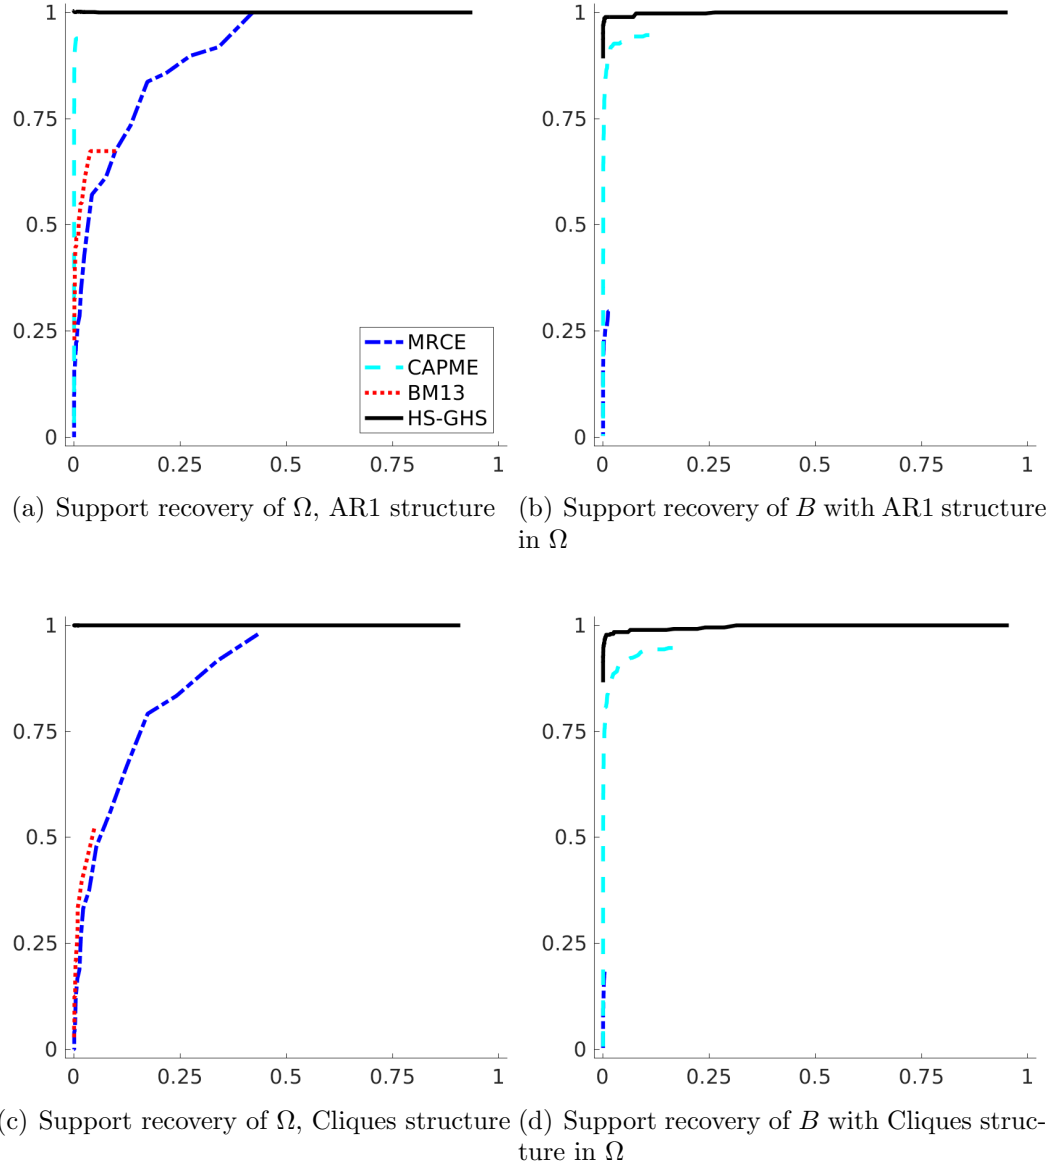 1
0.75
0.5
0.25
0
0 0.25 0.5 0.75 1
MRCE
CAPME
BM13
HS-GHS
(a) Support recovery of Ω, AR1 structure
1
0.75
0.5
0.25
0
0 0.25 0.5 0.75 1
(b) Support recovery of B with AR1 structure
in Ω
1
0.75
0.5
0.25
0
0 0.25 0.5 0.75 1
c) Support recovery of Ω, Cliques structure
1
0.75
0.5
0.25
0
0 0.25 0.5 0.75 1
(d) Support recovery of B with Cliques struc-
ture in Ω